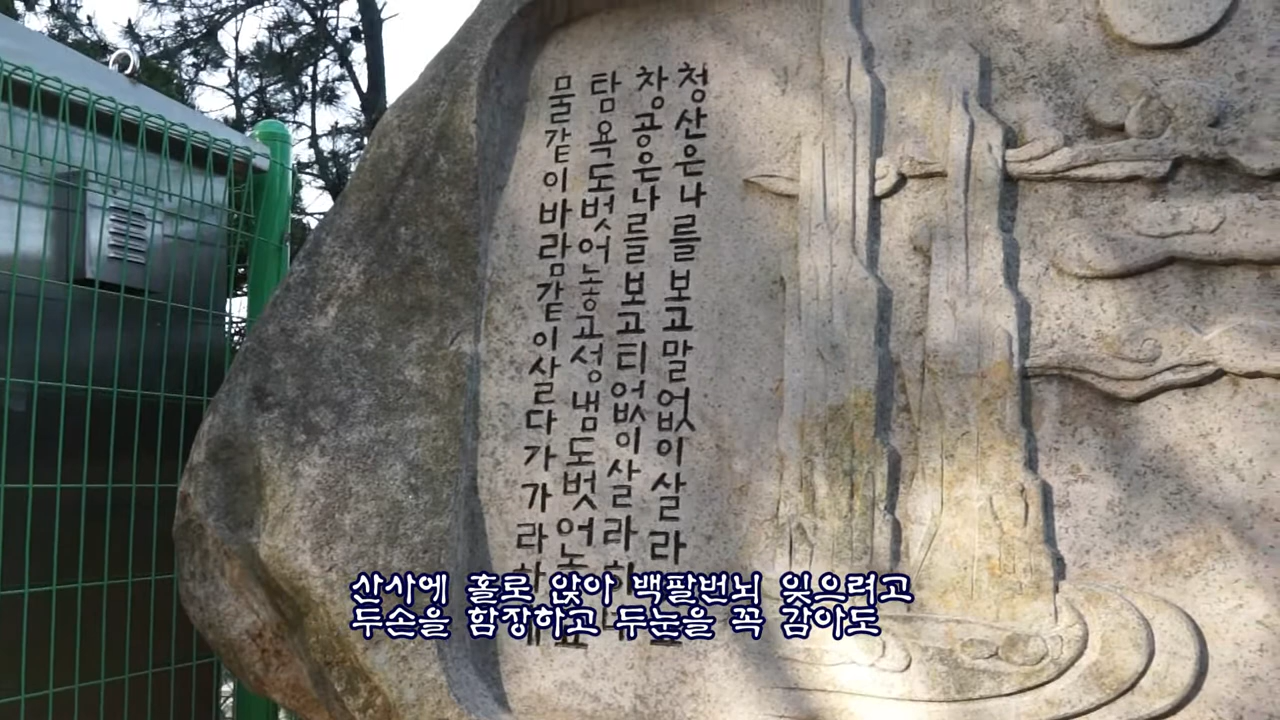 청산은나를보고말없이살라
창공은나를보고티없이살라하네
탐욕도벗어놓고성냄도벗어
물같이바람같이살다가가라하네
산사에 홀로 앉아 백팔번뇌 잊으려고
두손을 합장하고 두눈을 꼭 감아도